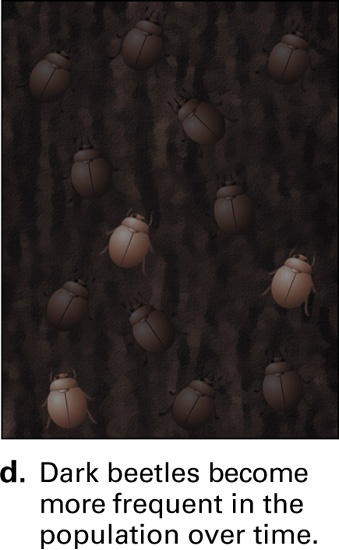 d. Dark beetles become
more frequent in the
population over time.